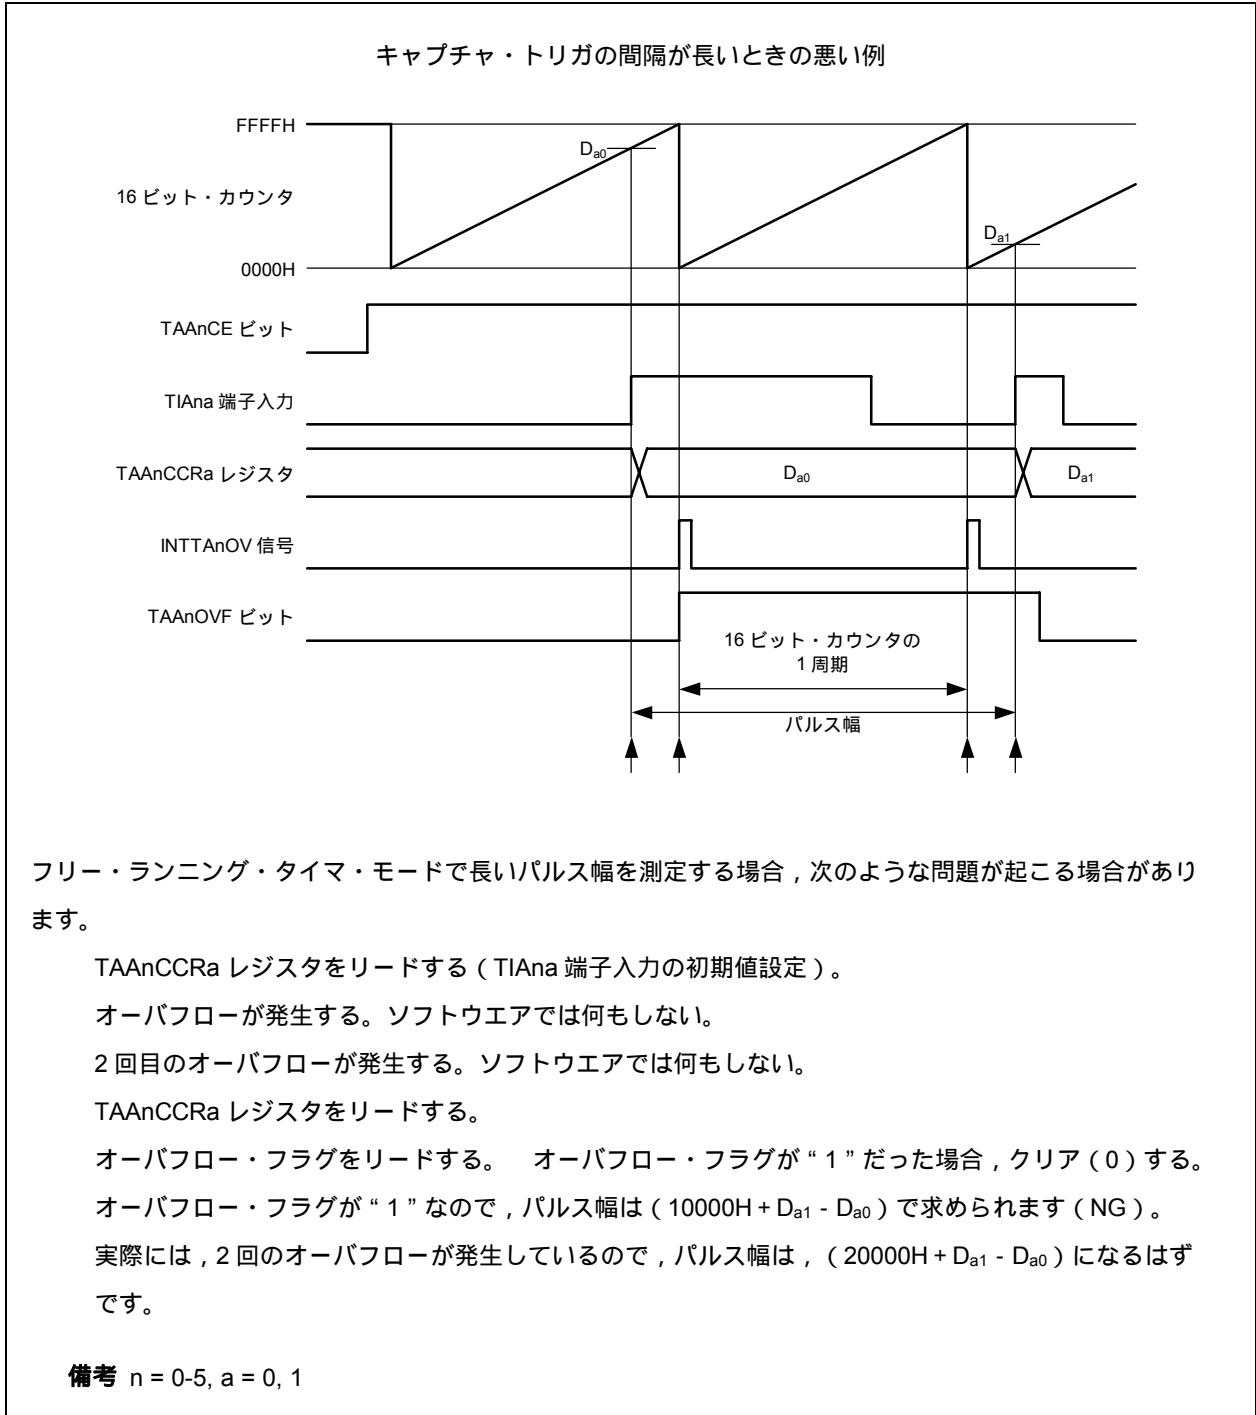 キャプチャ・トリガの間隔が長いときの悪い例
FFFFH
Da0
16 ビット・カウンタ
Da1
0000H
TAAnCE ビット
TIAna 端子入力
TAAnCCRa レジスタ
Da0
Da1
INTTAnOV 信号
TAAnOVF ビット
16 ビット・カウンタの
1 周期
パルス幅
フリー・ランニング・タイマ・モードで長いパルス幅を測定する場合，次のような問題が起こる場合があり
ます。
TAAnCCRa レジスタをリードする（TIAna 端子入力の初期値設定）。
オーバフローが発生する。ソフトウエアでは何もしない。
2 回目のオーバフローが発生する。ソフトウエアでは何もしない。
TAAnCCRa レジスタをリードする。
オーバフロー・フラグをリードする。　オーバフロー・フラグが“1”だった場合，クリア（0）する。
オーバフロー・フラグが“1”なので，パルス幅は（10000H + Da1 - Da0）で求められます（NG）。
実際には，2 回のオーバフローが発生しているので，パルス幅は，（20000H + Da1 - Da0）になるはず
です。
備考 n = 0-5, a = 0, 1